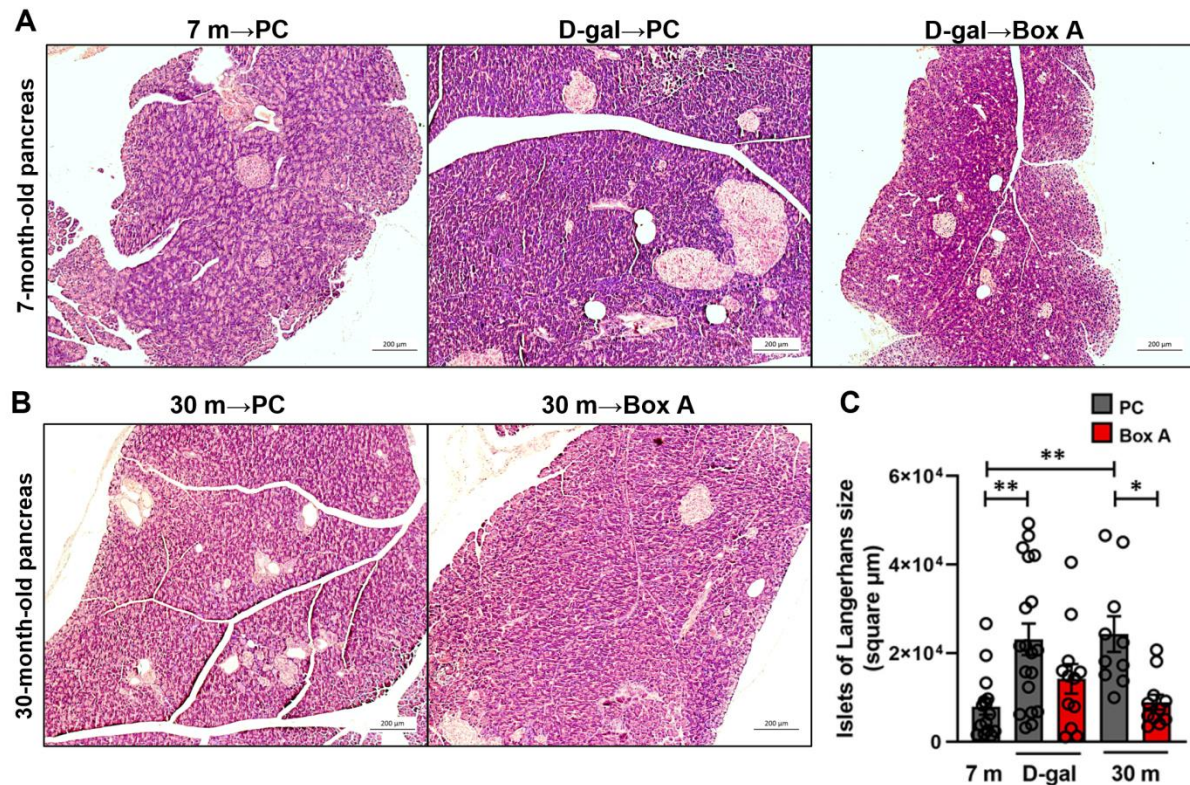 A
7 m→PC
D-gal→PC
D-gal→Box A
7-month-old pancreas
200 µm
200 µm
200 µm
B
30 m→PC
30 m→Box A
30-month-old pancreas
200 µm
200 µm
C
PC
Box A
Islets of Langerhans size
(square µm)
6×10⁴
4×10⁴
2×10⁴
0
**
**
*
7 m
D-gal
30 m